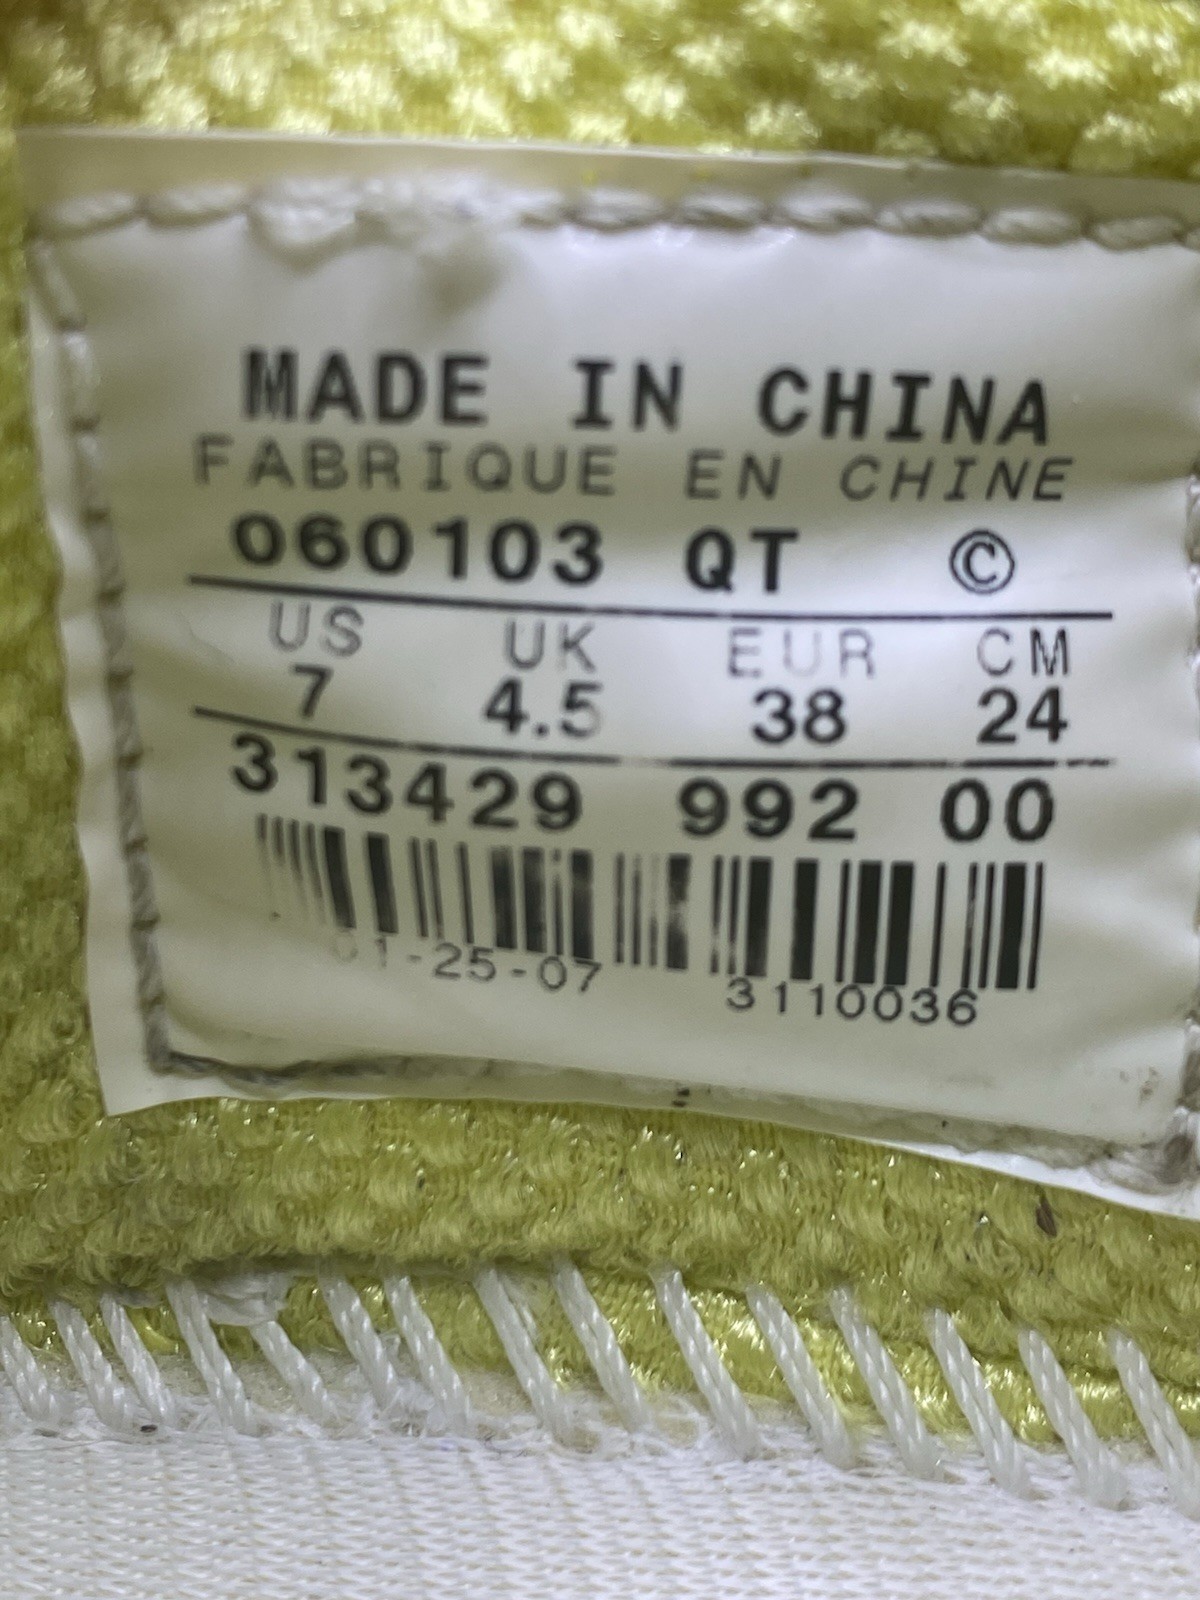 MADE IN CHINA
FABRIQUE EN CHINE
060103 QT ©
US UK EUR CM
7 4.5 38 24
313429 992 00
01-25-07 3110036